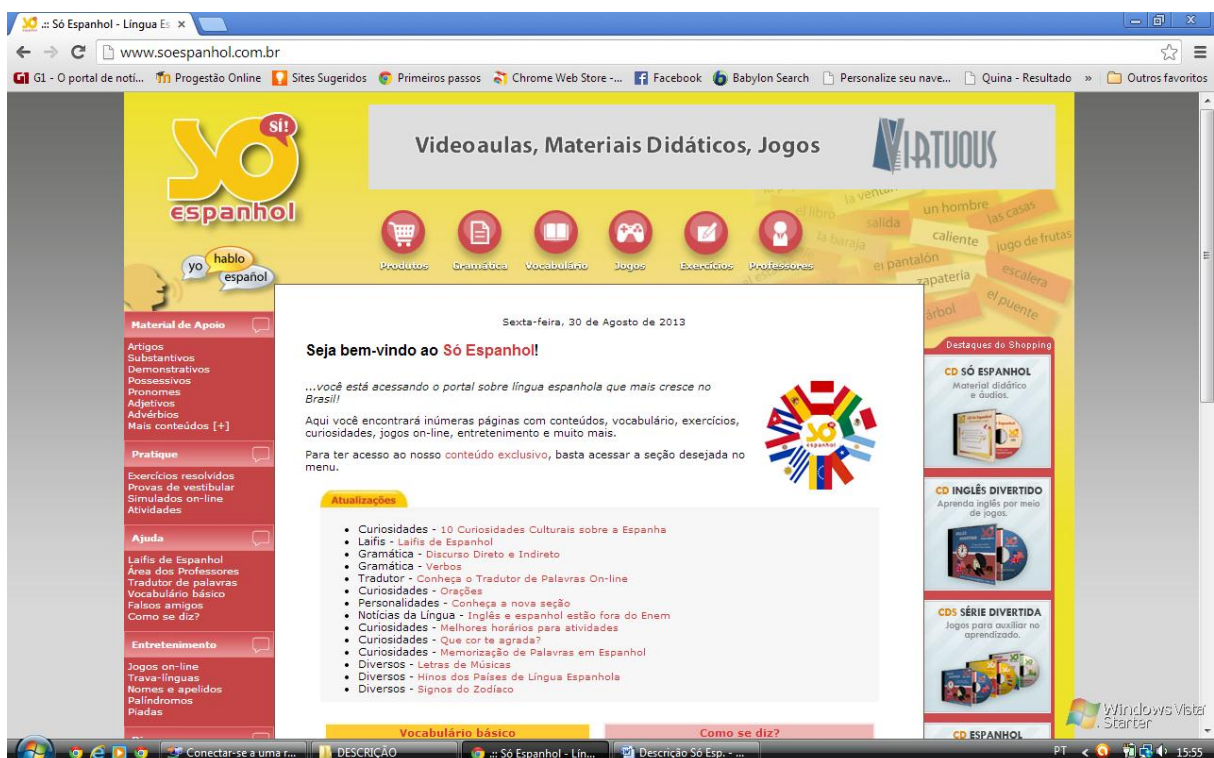 .:: Só Espanhol - Língua Es
www.soespanhol.com.br
G1 - O portal de notí... Progestão Online Sites Sugeridos Primeiros passos Chrome Web Store -... Facebook Babylon Search Personalize seu nave... Quina - Resultado » Outros favoritos
SÓ
SÍ!
espanhol
Videoaulas, Materiais Didáticos, Jogos
VIRTUOUS
yo hablo español
Produtos Gramática Vocabulário Jogos Exercícios Professores
la ventan
el libro
salida
un hombre
las casas
la baraja
caliente
jugo de frutas
el pantalón
zapatería
escalera
árbol
el puente
Material de Apoio
Artigos
Substantivos
Demonstrativos
Possessivos
Pronomes
Adjetivos
Advérbios
Mais conteúdos [+]
Pratique
Exercícios resolvidos
Provas de vestibular
Simulados on-line
Atividades
Ajuda
Laifis de Espanhol
Área dos Professores
Tradutor de palavras
Vocabulário básico
Falsos amigos
Como se diz?
Entretenimento
Jogos on-line
Trava-línguas
Nomes e apelidos
Palíndromos
Piadas
Sexta-feira, 30 de Agosto de 2013
Seja bem-vindo ao Só Espanhol!
...você está acessando o portal sobre língua espanhola que mais cresce no
Brasil!
Aqui você encontrará inúmeras páginas com conteúdos, vocabulário, exercícios,
curiosidades, jogos on-line, entretenimento e muito mais.
Para ter acesso ao nosso conteúdo exclusivo, basta acessar a seção desejada no
menu.
SÓ
espanhol
Atualizações
Curiosidades - 10 Curiosidades Culturais sobre a Espanha
Laifis - Laifis de Espanhol
Gramática - Discurso Direto e Indireto
Gramática - Verbos
Tradutor - Conheça o Tradutor de Palavras On-line
Curiosidades - Orações
Personalidades - Conheça a nova seção
Notícias da Língua - Inglês e espanhol estão fora do Enem
Curiosidades - Melhores horários para atividades
Curiosidades - Que cor te agrada?
Curiosidades - Memorização de Palavras em Espanhol
Diversos - Letras de Músicas
Diversos - Hinos dos Países de Língua Espanhola
Diversos - Signos do Zodíaco
Vocabulário básico
Como se diz?
Destaques do Shopping
CD SÓ ESPANHOL
Material didático
e áudios.
CD INGLÊS DIVERTIDO
Aprenda inglês por meio
de jogos.
CDS SÉRIE DIVERTIDA
Jogos para auxiliar no
aprendizado.
CD ESPANHOL
Windows Vista
Starter
Conectar-se a uma r... DESCRIÇÃO .:: Só Espanhol - Lín... Descrição Só Esp. - ... PT 15:55